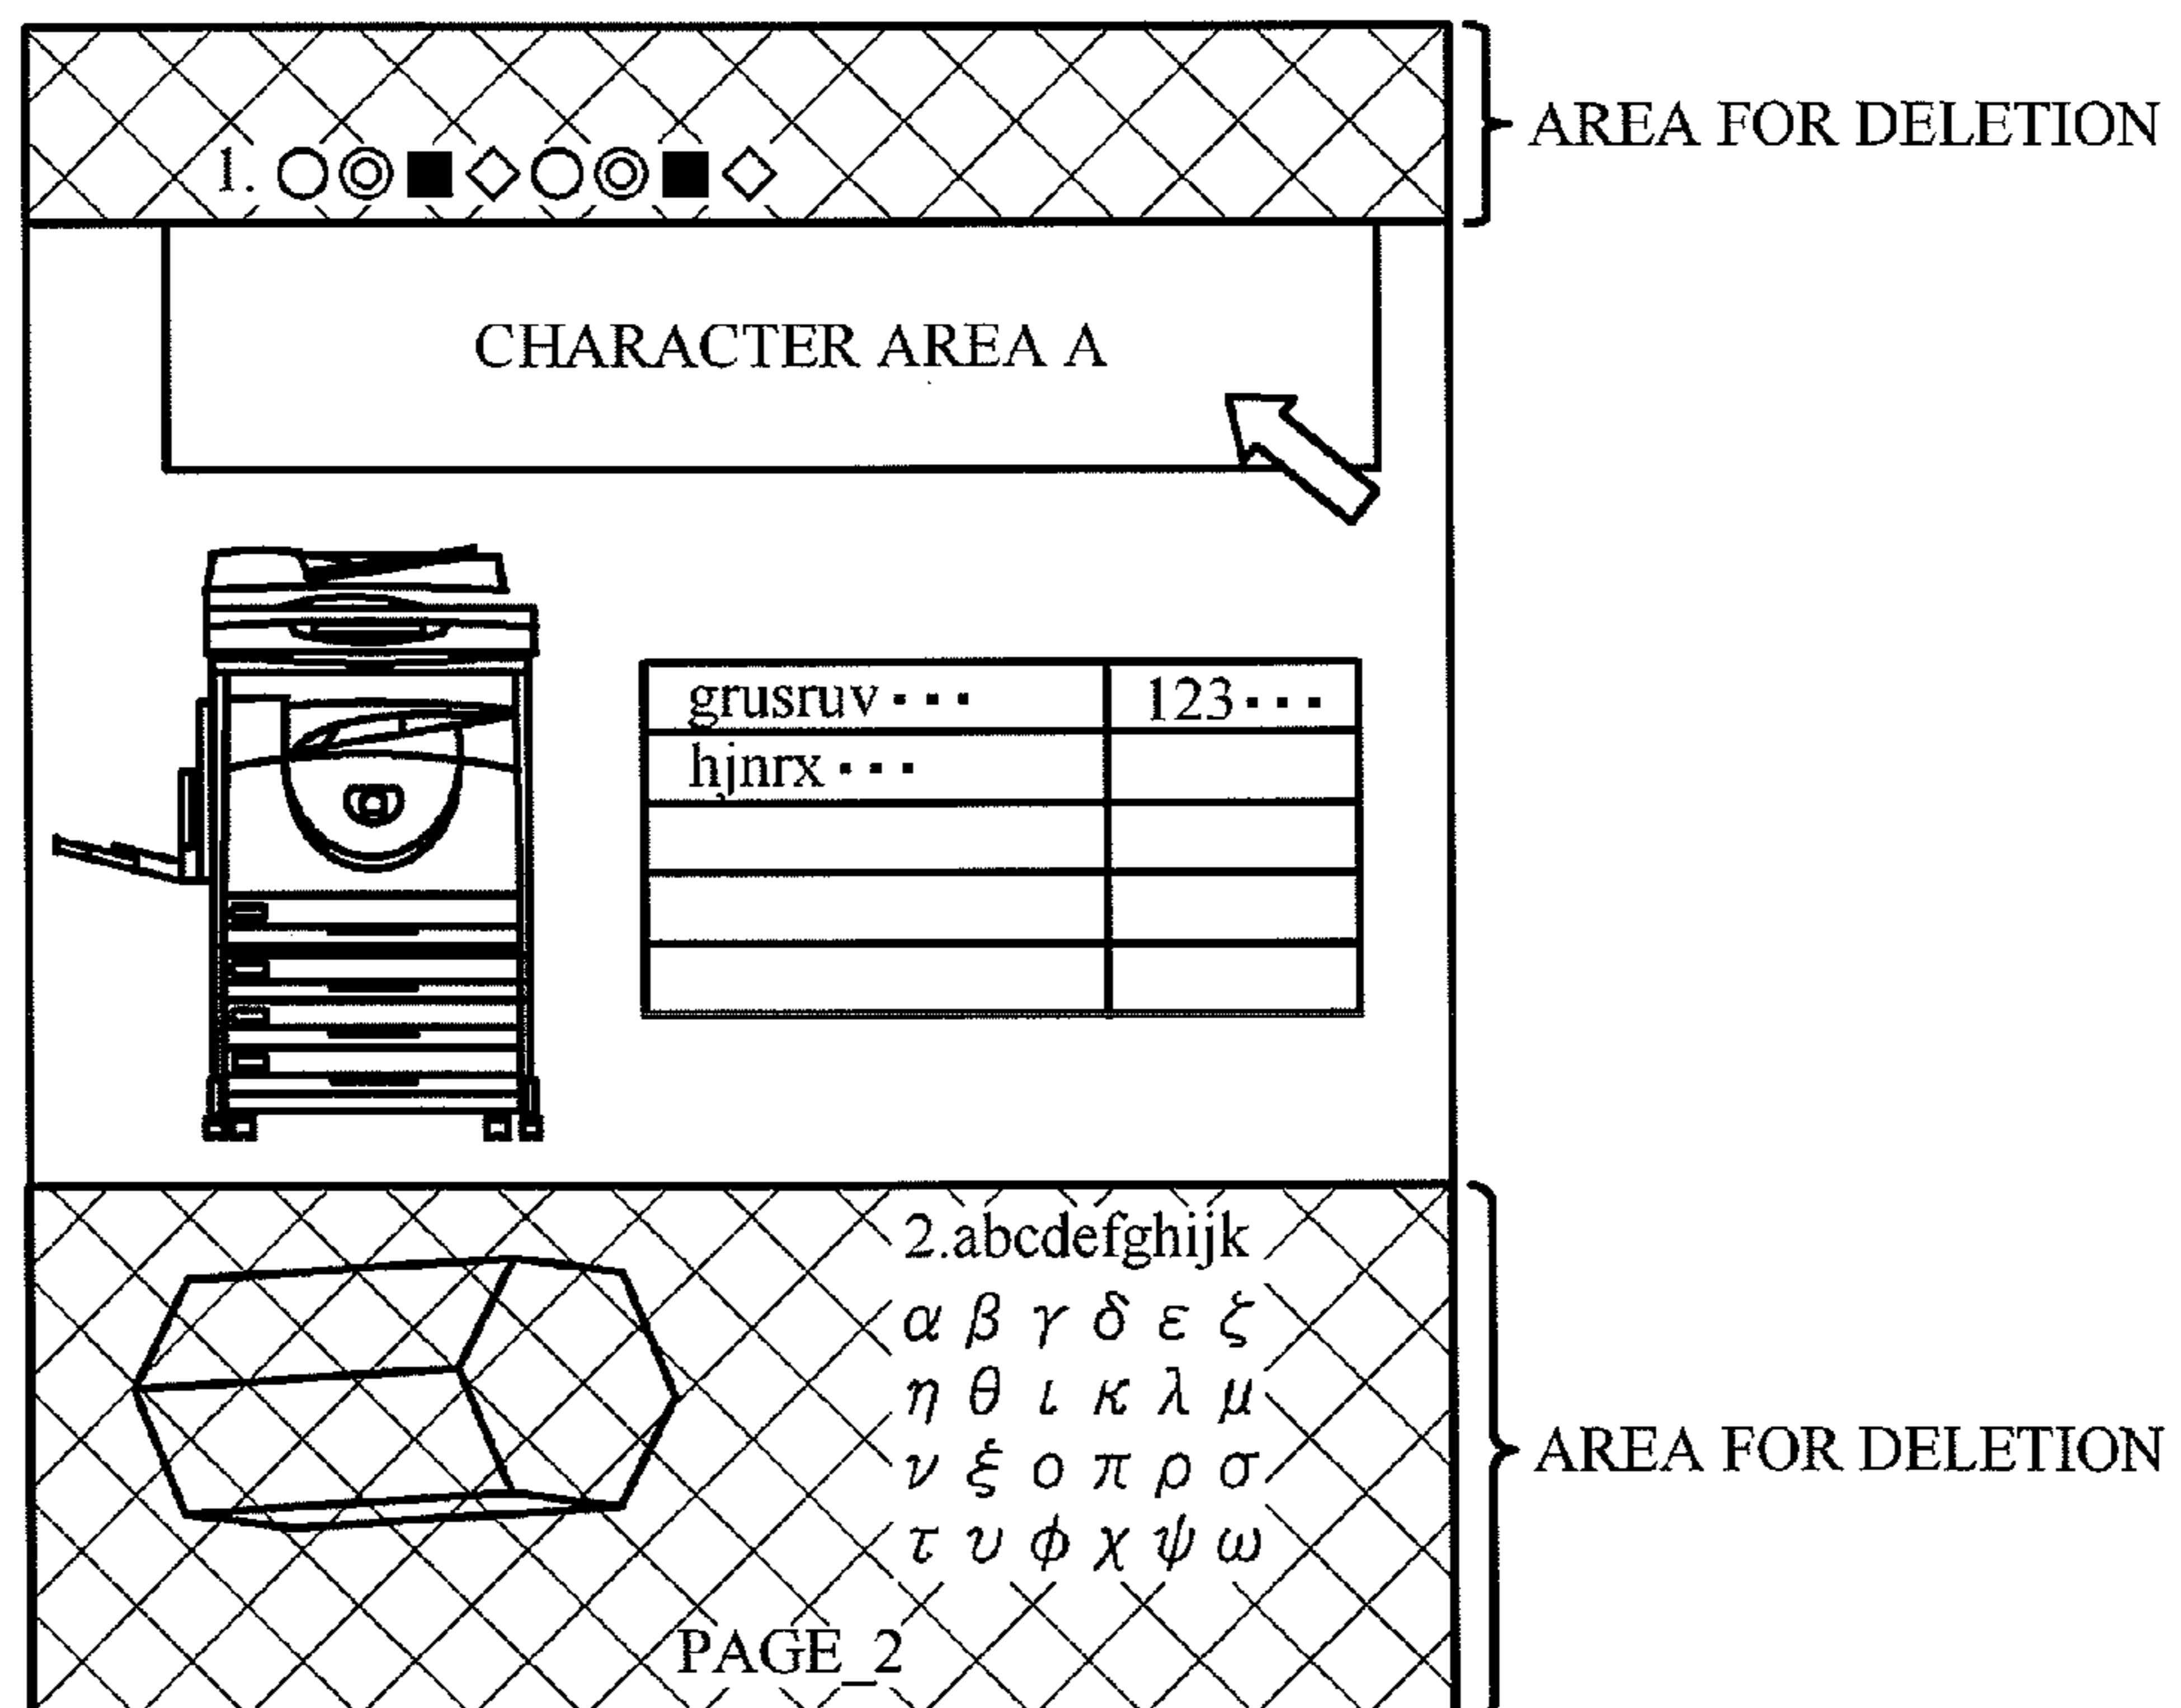 1. ○◎■◇○◎■◇
AREA FOR DELETION
CHARACTER AREA A
grusruv··· 123···
hjnrx···
2.abcdefghijk
α β γ δ ε ζ
η θ ι κ λ μ
ν ξ ο π ρ σ
τ υ φ χ ψ ω
AREA FOR DELETION
PAGE_2